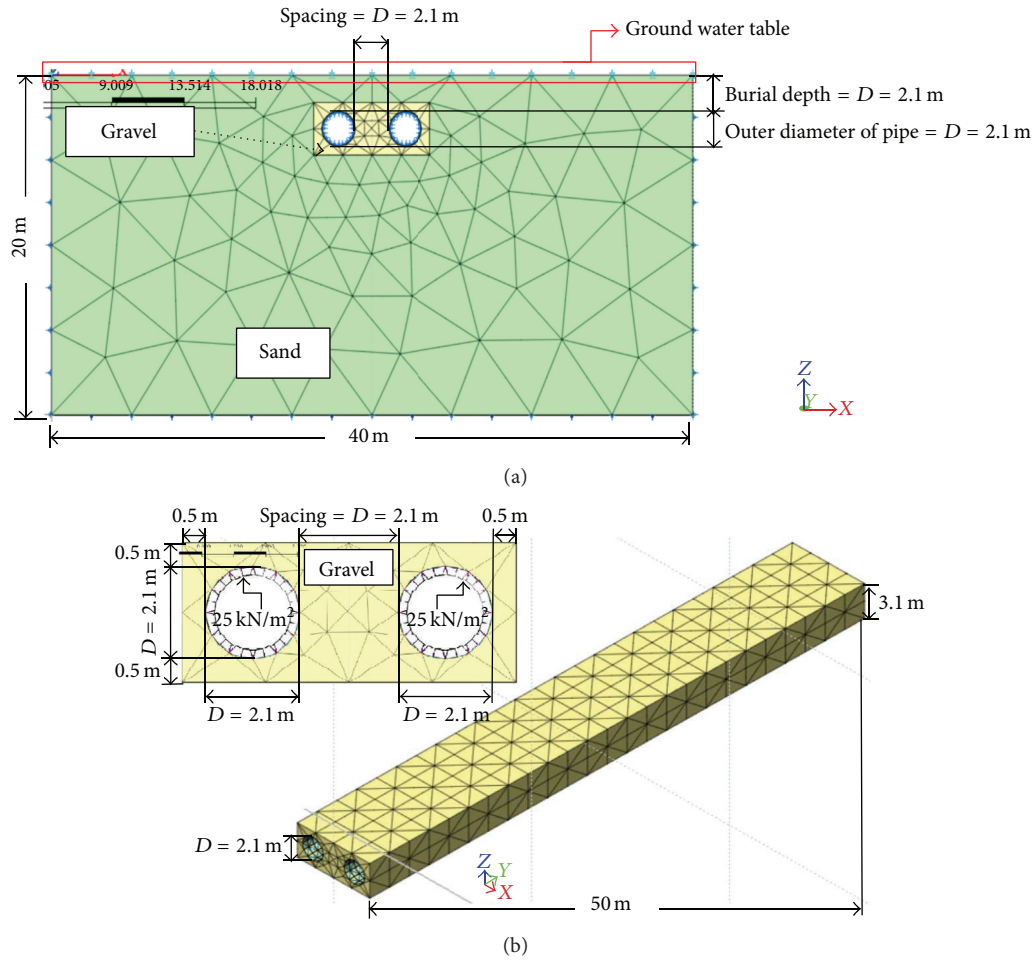 Spacing = D = 2.1 m
Ground water table
05 9.009 13.514 18.018
Gravel
Burial depth = D = 2.1 m
Outer diameter of pipe = D = 2.1 m
20 m
Sand
Z
Y
X
40 m
(a)
0.5 m Spacing = D = 2.1 m 0.5 m
0.5 m
Gravel
D = 2.1 m
25 kN/m²
25 kN/m²
0.5 m
D = 2.1 m
D = 2.1 m
3.1 m
D = 2.1 m
Z
Y
X
50 m
(b)